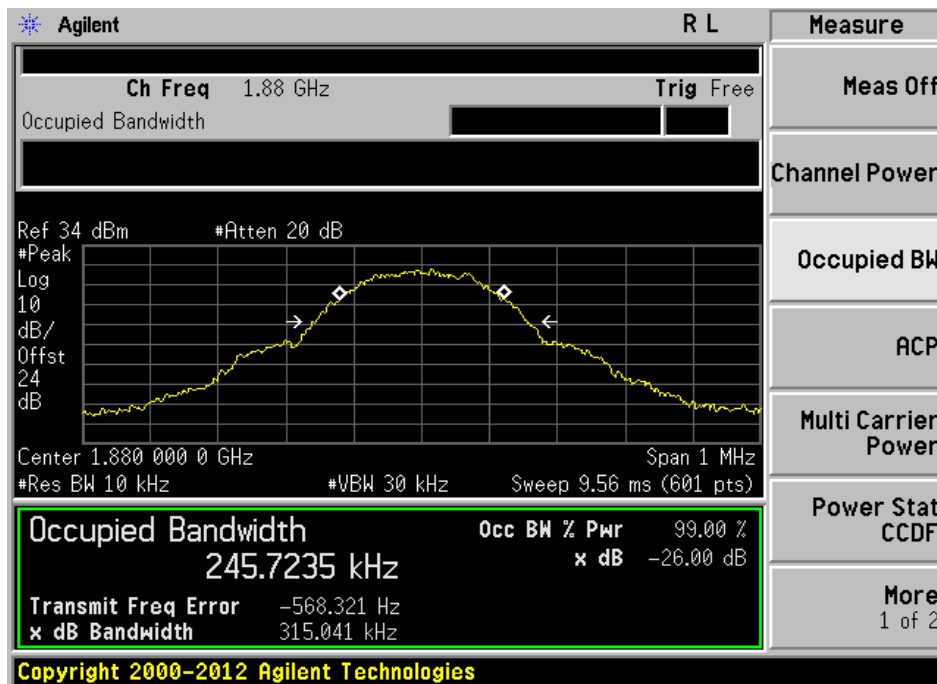 Agilent R L Measure
Ch Freq 1.88 GHz Trig Free
Occupied Bandwidth
Meas Off
Channel Power
Occupied BW
ACP
Multi Carrier
Power
Power Stat
CCDF
More
1 of 2
Ref 34 dBm #Atten 20 dB
#Peak
Log
10
dB/
Offst
24
dB
Center 1.880 000 0 GHz Span 1 MHz
#Res BW 10 kHz #VBW 30 kHz Sweep 9.56 ms (601 pts)
Occupied Bandwidth Occ BW % Pwr 99.00 %
245.7235 kHz x dB -26.00 dB
Transmit Freq Error -568.321 Hz
x dB Bandwidth 315.041 kHz
Copyright 2000-2012 Agilent Technologies